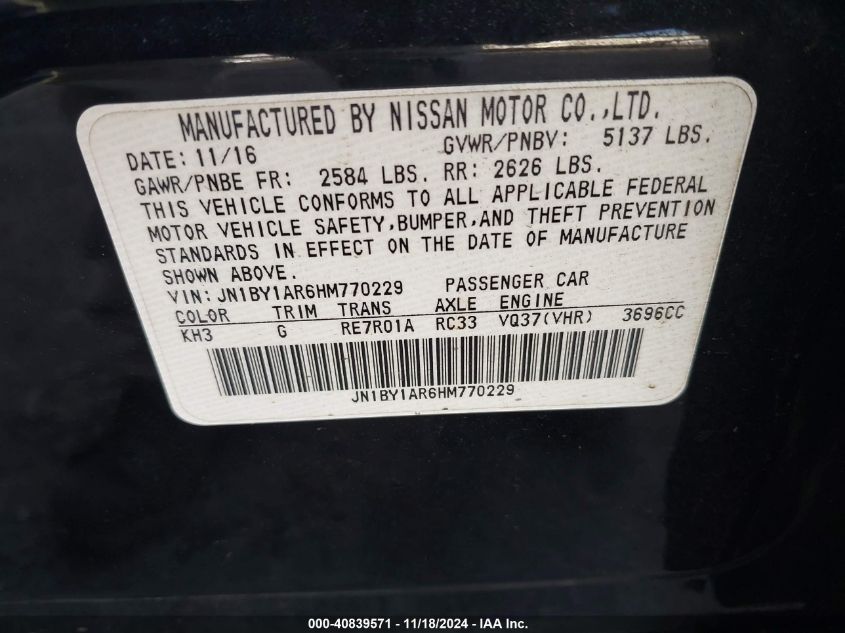 MANUFACTURED BY NISSAN MOTOR CO.,LTD.
DATE: 11/16 GVWR/PNBV: 5137 LBS.
GAWR/PNBE FR: 2584 LBS. RR: 2626 LBS.
THIS VEHICLE CONFORMS TO ALL APPLICABLE FEDERAL
MOTOR VEHICLE SAFETY,BUMPER,AND THEFT PREVENTION
STANDARDS IN EFFECT ON THE DATE OF MANUFACTURE
SHOWN ABOVE.
VIN: JN1BY1AR6HM770229 PASSENGER CAR
COLOR TRIM TRANS AXLE ENGINE
KH3 G RE7R01A RC33 VQ37(VHR) 3696CC
JN1BY1AR6HM770229
000-40839571 - 11/18/2024 - IAA Inc.